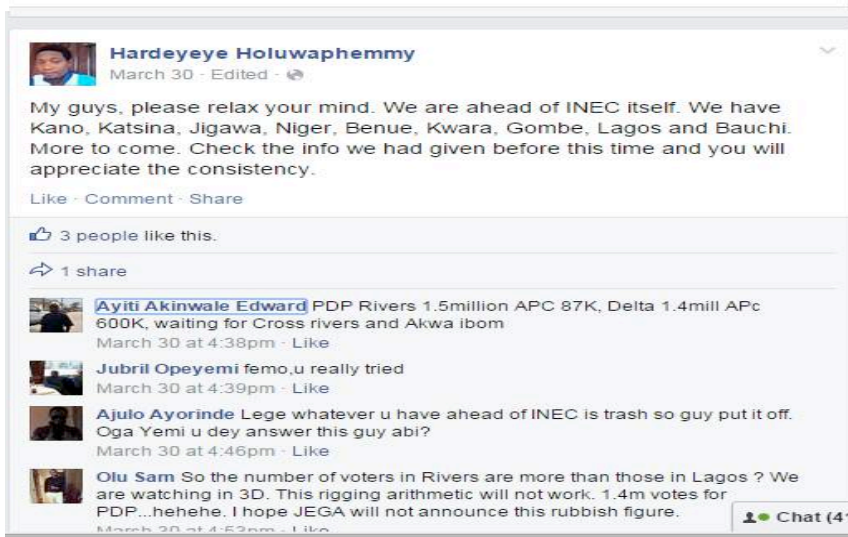 Hardeyeye Holuwaphemmy
March 30 · Edited ·
My guys, please relax your mind. We are ahead of INEC itself. We have
Kano, Katsina, Jigawa, Niger, Benue, Kwara, Gombe, Lagos and Bauchi.
More to come. Check the info we had given before this time and you will
appreciate the consistency.
Like · Comment · Share
3 people like this.
1 share
Ayiti Akinwale Edward PDP Rivers 1.5million APC 87K, Delta 1.4mill APc
600K, waiting for Cross rivers and Akwa ibom
March 30 at 4:38pm · Like
Jubril Opeyemi femo,u really tried
March 30 at 4:39pm · Like
Ajulo Ayorinde Lege whatever u have ahead of INEC is trash so guy put it off.
Oga Yemi u dey answer this guy abi?
March 30 at 4:46pm · Like
Olu Sam So the number of voters in Rivers are more than those in Lagos ? We
are watching in 3D. This rigging arithmetic will not work. 1.4m votes for
PDP...hehehe. I hope JEGA will not announce this rubbish figure.
March 30 at 4:53pm · Like
Chat (4